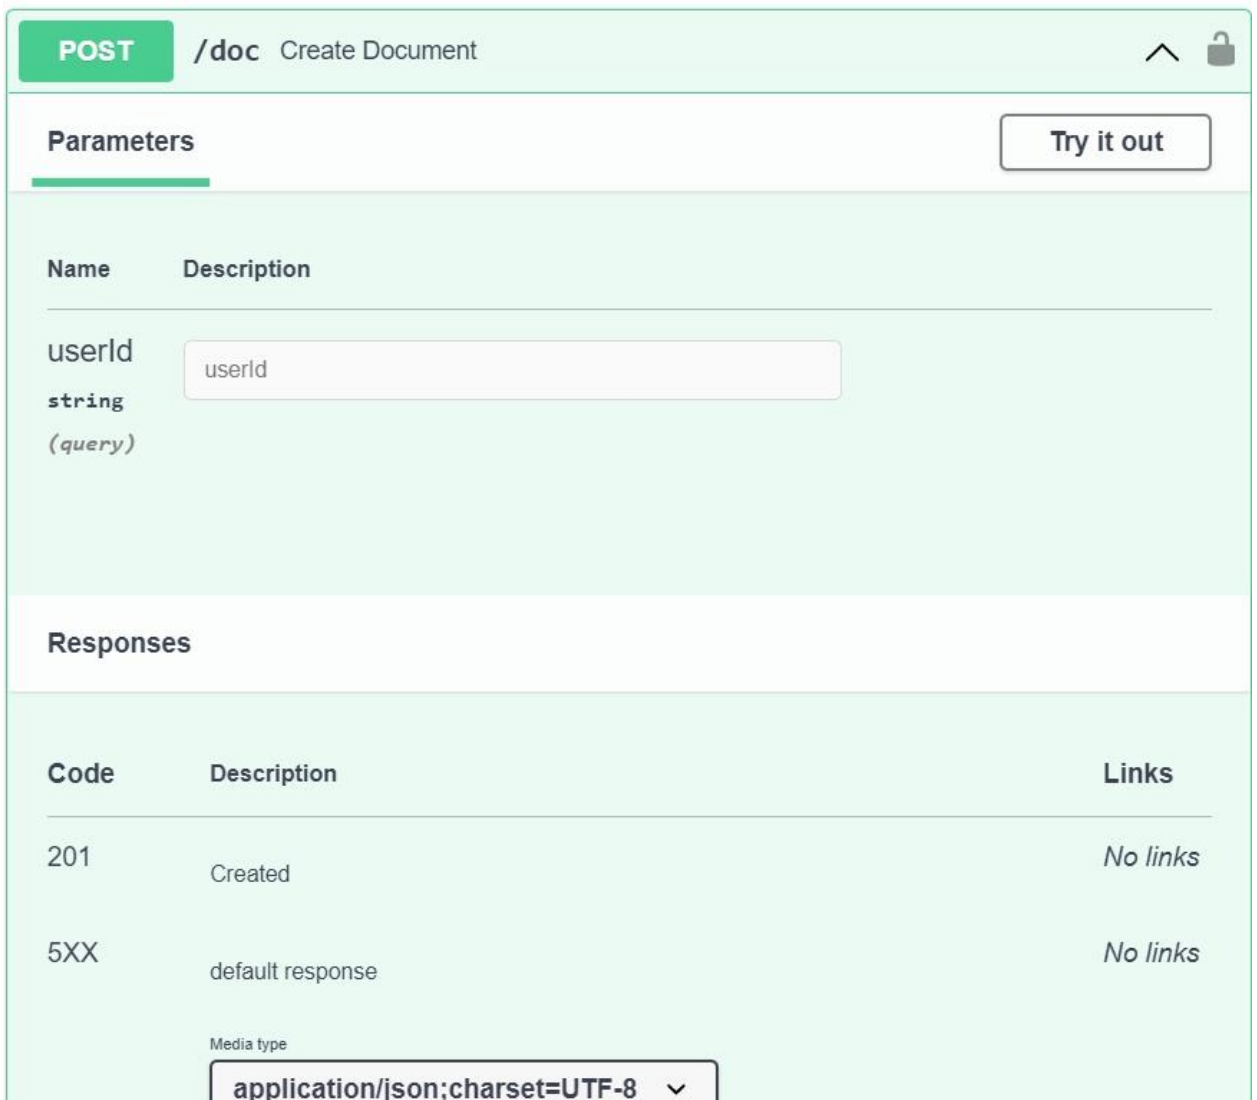 POST /doc Create Document
Parameters
Try it out
Name Description
userId
userId
string
(query)
Responses
Code Description Links
201 Created No links
5XX default response No links
Media type
application/json;charset=UTF-8